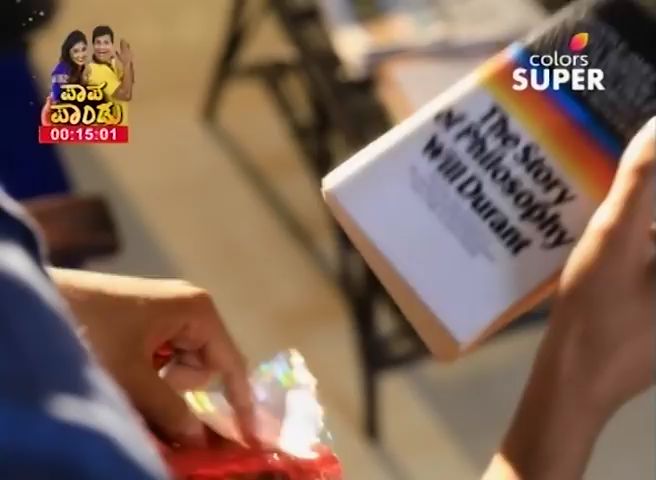 ಪಾಪ
ಪಾಂಡು
00:15:01
colors
SUPER
The Story
of Philosophy
Will Durant